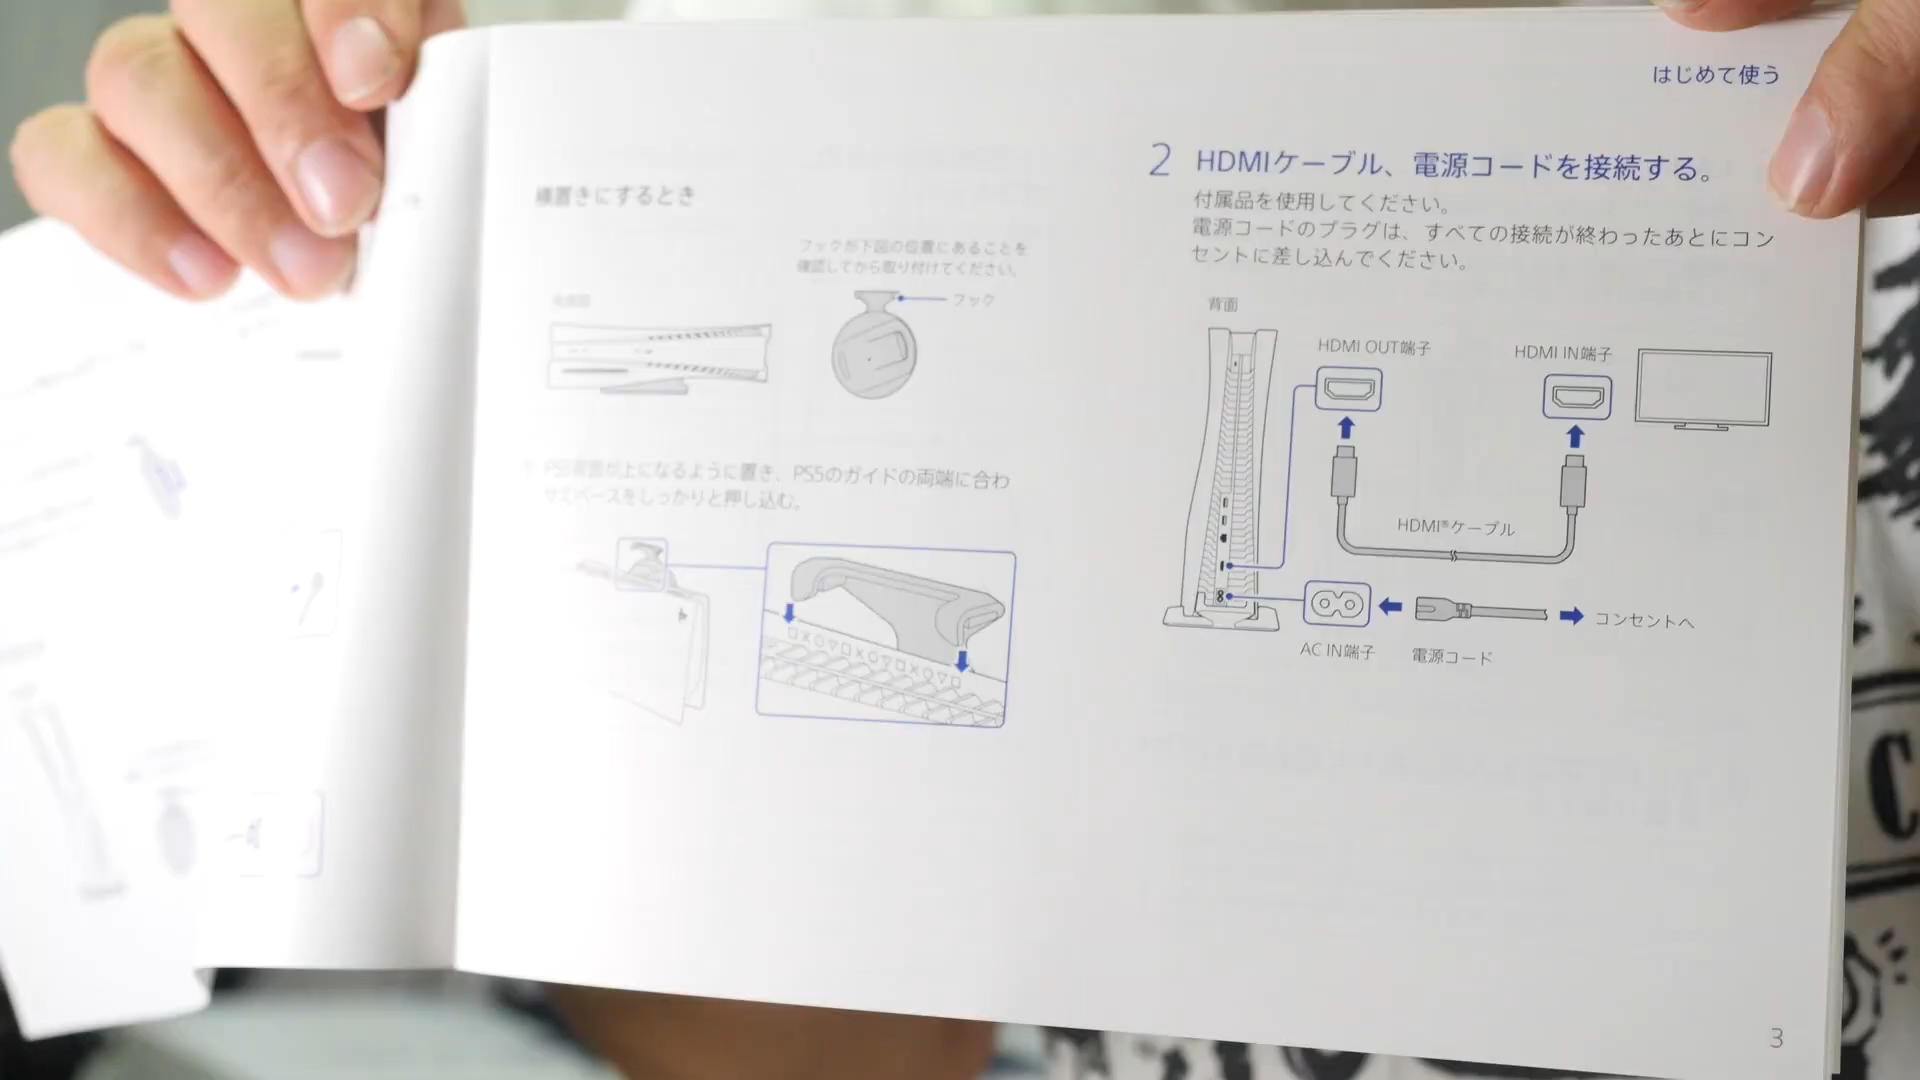 はじめて使う
横置きにするとき
フックが下図の位置にあることを
確認してから取り付けてください。
フック
PS5背面が上になるように置き、PS5のガイドの両端に合わ
せてベースをしっかりと押し込む。
2 HDMIケーブル、電源コードを接続する。
付属品を使用してください。
電源コードのプラグは、すべての接続が終わったあとにコン
セントに差し込んでください。
背面
HDMI OUT端子
HDMI IN端子
HDMI®ケーブル
コンセントへ
AC IN端子
電源コード
3